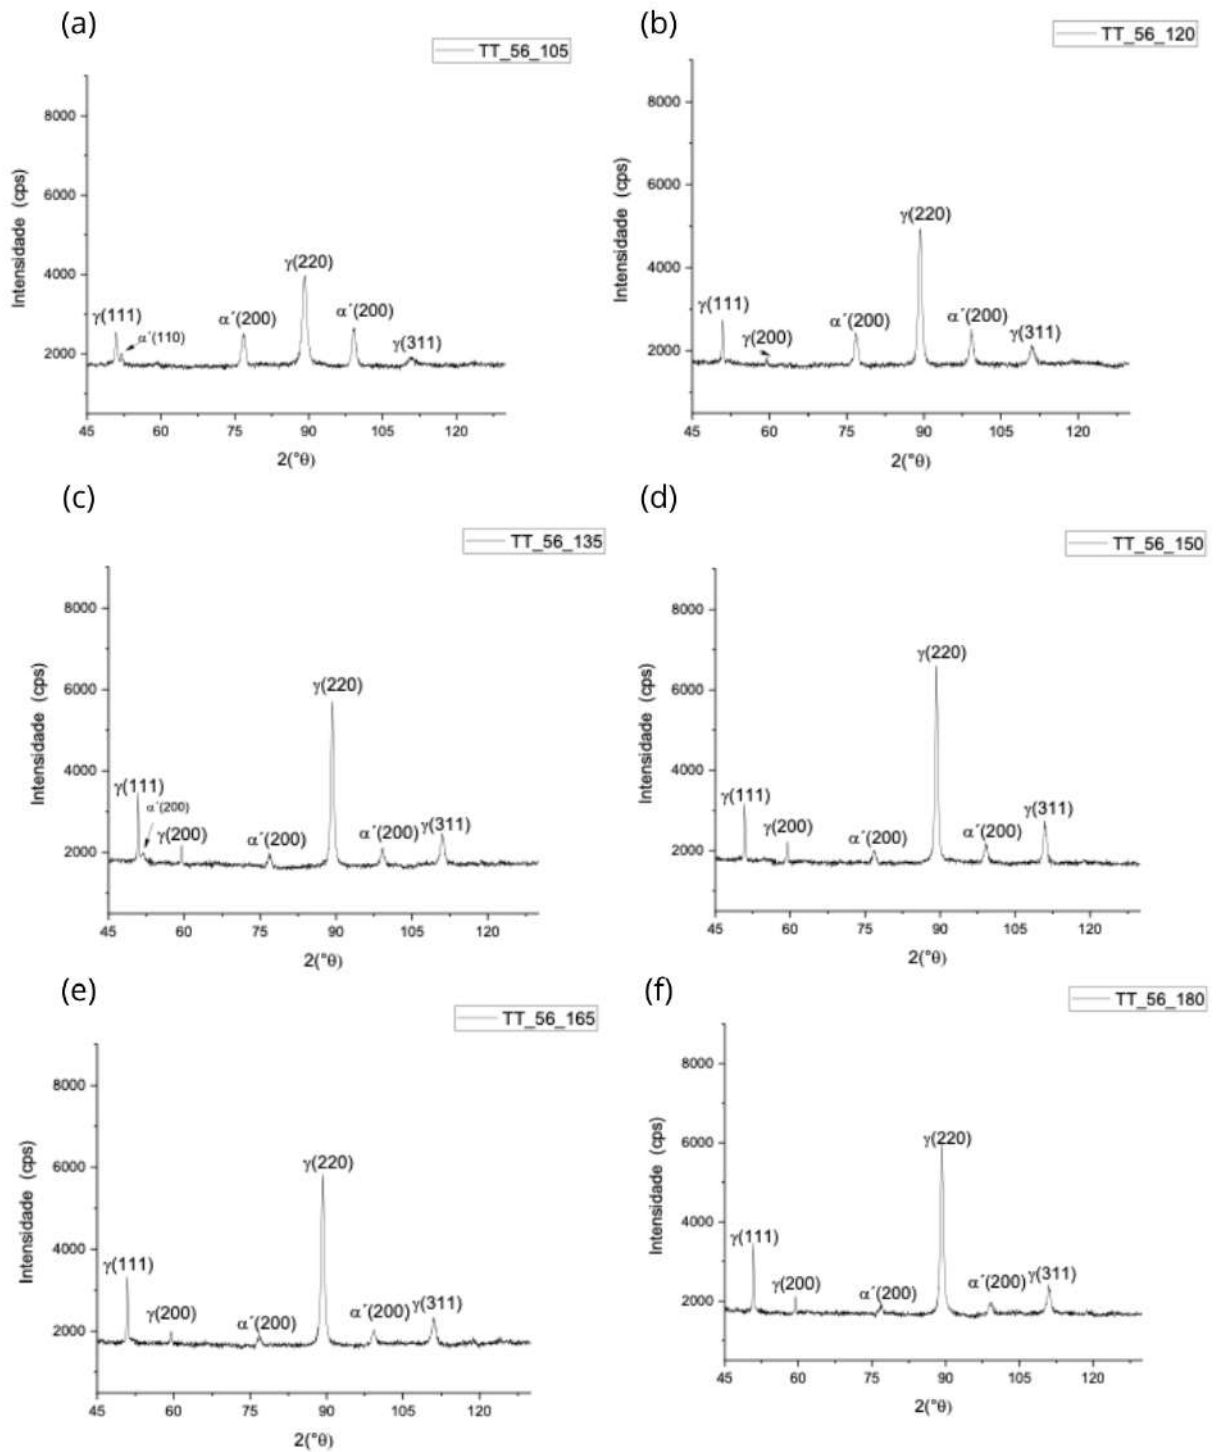 (a)
TT_56_105
8000
6000
4000
2000
Intensidade (cps)
γ(111)
α´(110)
α´(200)
γ(220)
α´(200)
γ(311)
45 60 75 90 105 120
2(°θ)
(b)
TT_56_120
8000
6000
4000
2000
Intensidade (cps)
γ(111)
γ(200)
α´(200)
γ(220)
α´(200)
γ(311)
45 60 75 90 105 120
2(°θ)
(c)
TT_56_135
8000
6000
4000
2000
Intensidade (cps)
γ(111)
α´(200)
γ(200)
α´(200)
γ(220)
α´(200)
γ(311)
45 60 75 90 105 120
2(°θ)
(d)
TT_56_150
8000
6000
4000
2000
Intensidade (cps)
γ(111)
γ(200)
α´(200)
γ(220)
α´(200)
γ(311)
45 60 75 90 105 120
2(°θ)
(e)
TT_56_165
8000
6000
4000
2000
Intensidade (cps)
γ(111)
γ(200)
α´(200)
γ(220)
α´(200)
γ(311)
45 60 75 90 105 120
2(°θ)
(f)
TT_56_180
8000
6000
4000
2000
Intensidade (cps)
γ(111)
γ(200)
α´(200)
γ(220)
α´(200)
γ(311)
45 60 75 90 105 120
2(°θ)